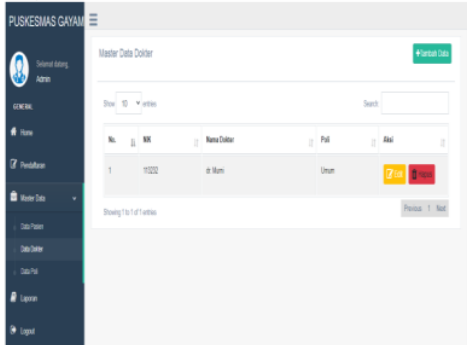 PUSKESMAS GAYAM
Selamat datang,
Admin
GENERAL
Home
Pendaftaran
Master Data
Data Pasien
Data Dokter
Data Poli
Laporan
Logout
Master Data Dokter
+Tambah Data
Show 10 entries
Search:
No. NIK Nama Dokter Poli Aksi
1 dr Marni Umum Edit Hapus
Showing 1 to 1 of 1 entries
Previous 1 Next